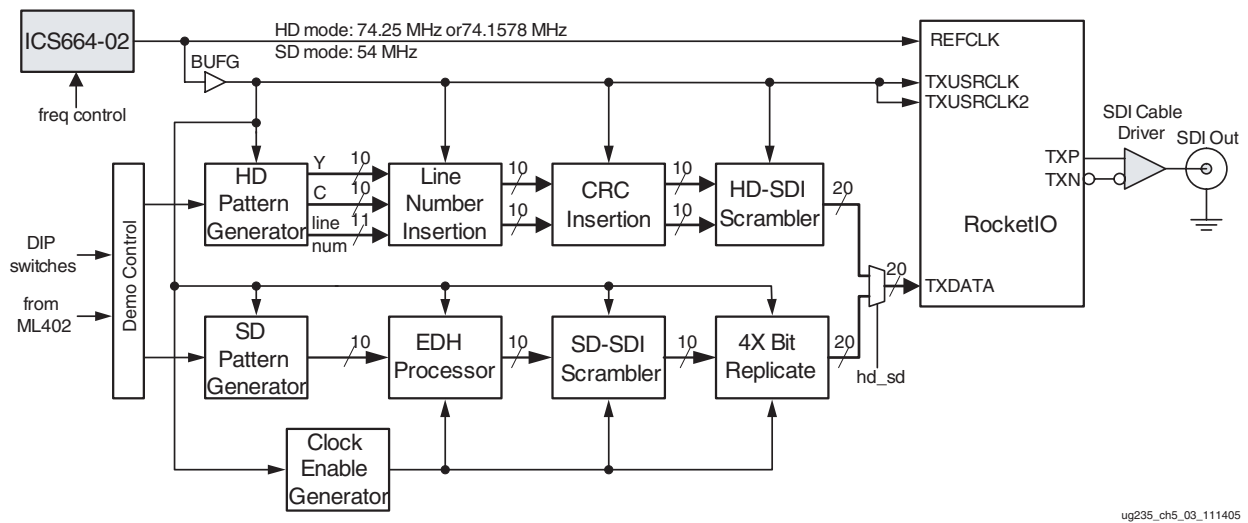 ICS664-02
HD mode: 74.25 MHz or74.1578 MHz
SD mode: 54 MHz
BUFG
freq control
REFCLK
TXUSRCLK
TXUSRCLK2
SDI Cable
Driver
SDI Out
TXP
TXN
RocketIO
TXDATA
DIP
switches
from
ML402
Demo Control
HD
Pattern
Generator
Y
10
C
10
line
num
11
Line
Number
Insertion
10
10
CRC
Insertion
10
10
HD-SDI
Scrambler
20
20
hd_sd
SD
Pattern
Generator
10
EDH
Processor
10
SD-SDI
Scrambler
10
4X Bit
Replicate
20
Clock
Enable
Generator
ug235_ch5_03_111405